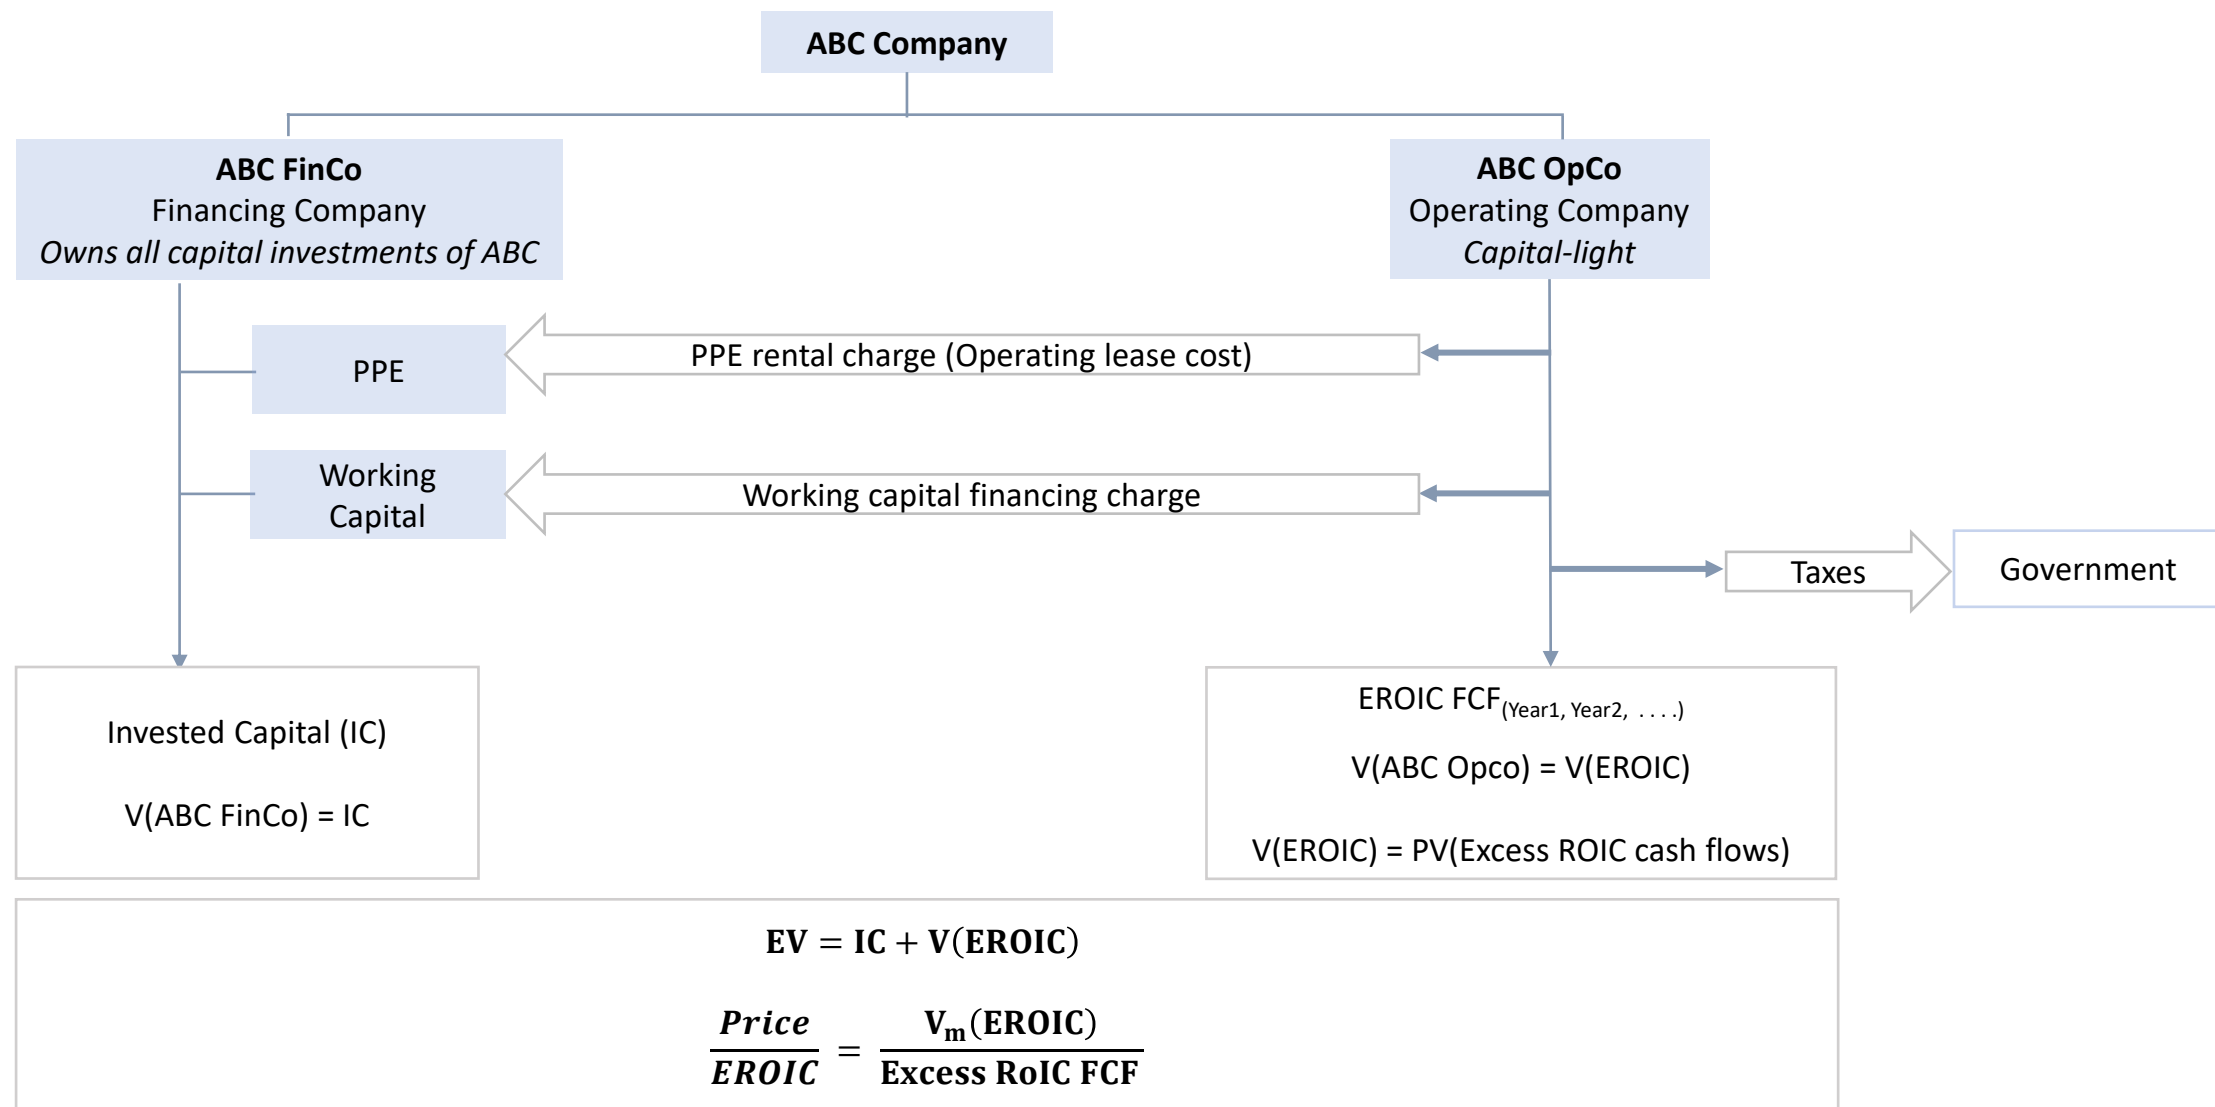 ABC Company
ABC FinCo
Financing Company
Owns all capital investments of ABC
ABC OpCo
Operating Company
Capital-light
PPE
PPE rental charge (Operating lease cost)
Working
Capital
Working capital financing charge
Taxes
Government
Invested Capital (IC)
V(ABC FinCo) = IC
EROIC FCF(Year1, Year2, . . . .)
V(ABC Opco) = V(EROIC)
V(EROIC) = PV(Excess ROIC cash flows)
EV = IC + V(EROIC)
Price / EROIC = Vm(EROIC) / Excess RoIC FCF